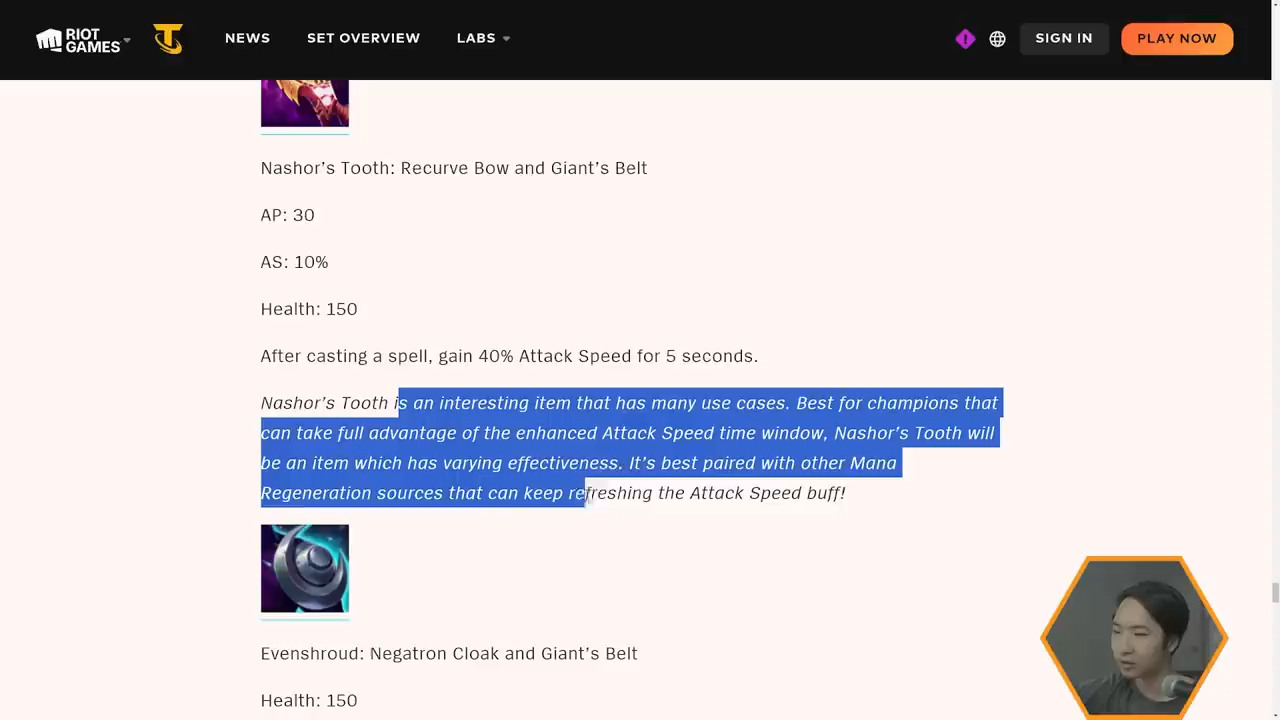 RIOT
GAMES
NEWS
SET OVERVIEW
LABS
SIGN IN
PLAY NOW
Nashor's Tooth: Recurve Bow and Giant's Belt
AP: 30
AS: 10%
Health: 150
After casting a spell, gain 40% Attack Speed for 5 seconds.
Nashor's Tooth is an interesting item that has many use cases. Best for champions that
can take full advantage of the enhanced Attack Speed time window, Nashor's Tooth will
be an item which has varying effectiveness. It's best paired with other Mana
Regeneration sources that can keep refreshing the Attack Speed buff!
Evenshroud: Negatron Cloak and Giant's Belt
Health: 150